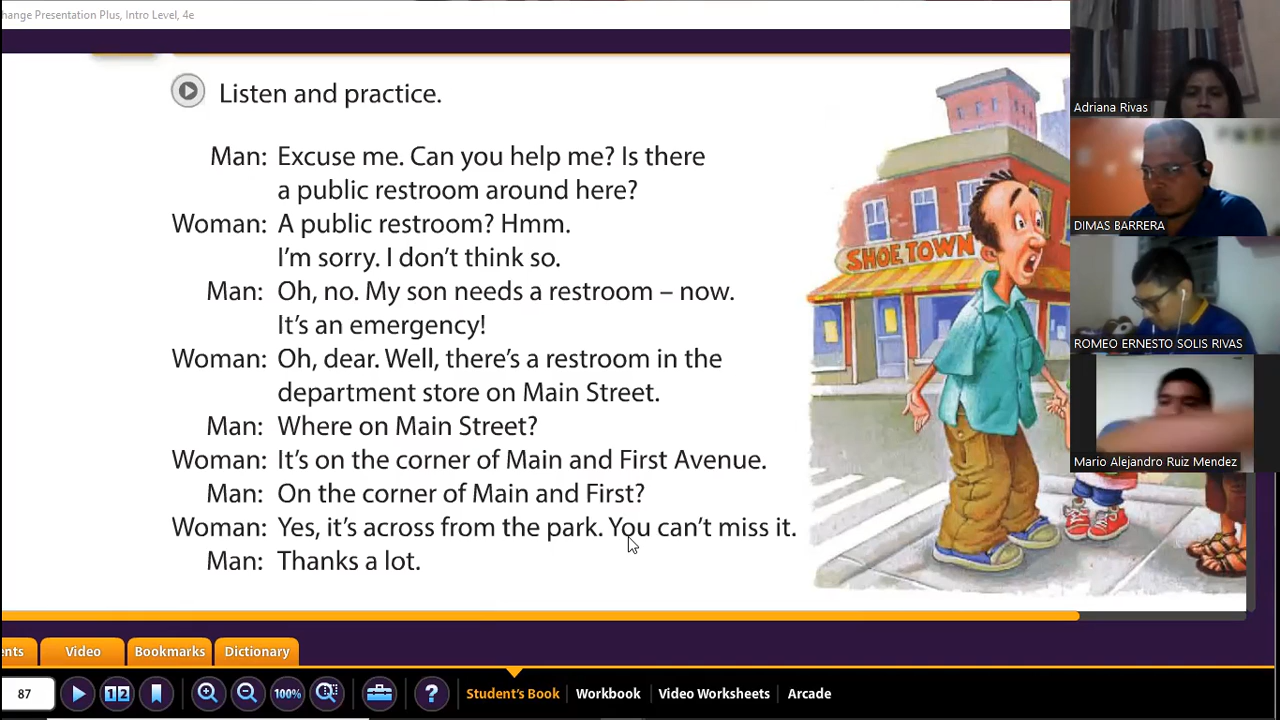 hange Presentation Plus, Intro Level, 4e
Listen and practice.
Man: Excuse me. Can you help me? Is there
a public restroom around here?
Woman: A public restroom? Hmm.
I'm sorry. I don't think so.
Man: Oh, no. My son needs a restroom – now.
It's an emergency!
Woman: Oh, dear. Well, there's a restroom in the
department store on Main Street.
Man: Where on Main Street?
Woman: It's on the corner of Main and First Avenue.
Man: On the corner of Main and First?
Woman: Yes, it's across from the park. You can't miss it.
Man: Thanks a lot.
SHOE TOWN
Adriana Rivas
DIMAS BARRERA
ROMEO ERNESTO SOLIS RIVAS
Mario Alejandro Ruiz Mendez
ents Video Bookmarks Dictionary
87 1 2 100% ? Student's Book Workbook Video Worksheets Arcade